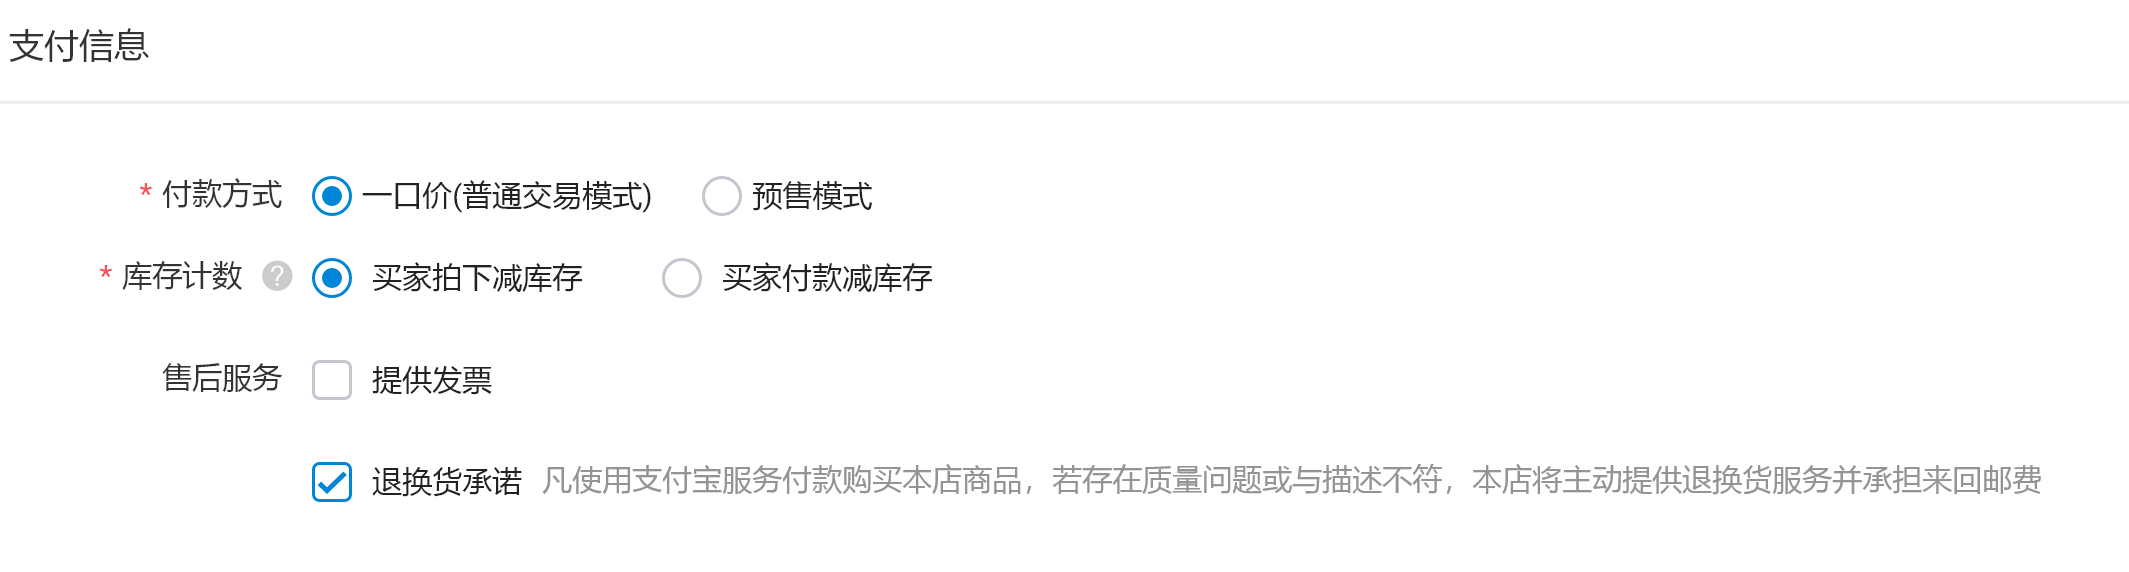 支付信息
* 付款方式 一口价(普通交易模式) 预售模式
* 库存计数 ? 买家拍下减库存 买家付款减库存
售后服务 提供发票
退换货承诺 凡使用支付宝服务付款购买本店商品，若存在质量问题或与描述不符，本店将主动提供退换货服务并承担来回邮费